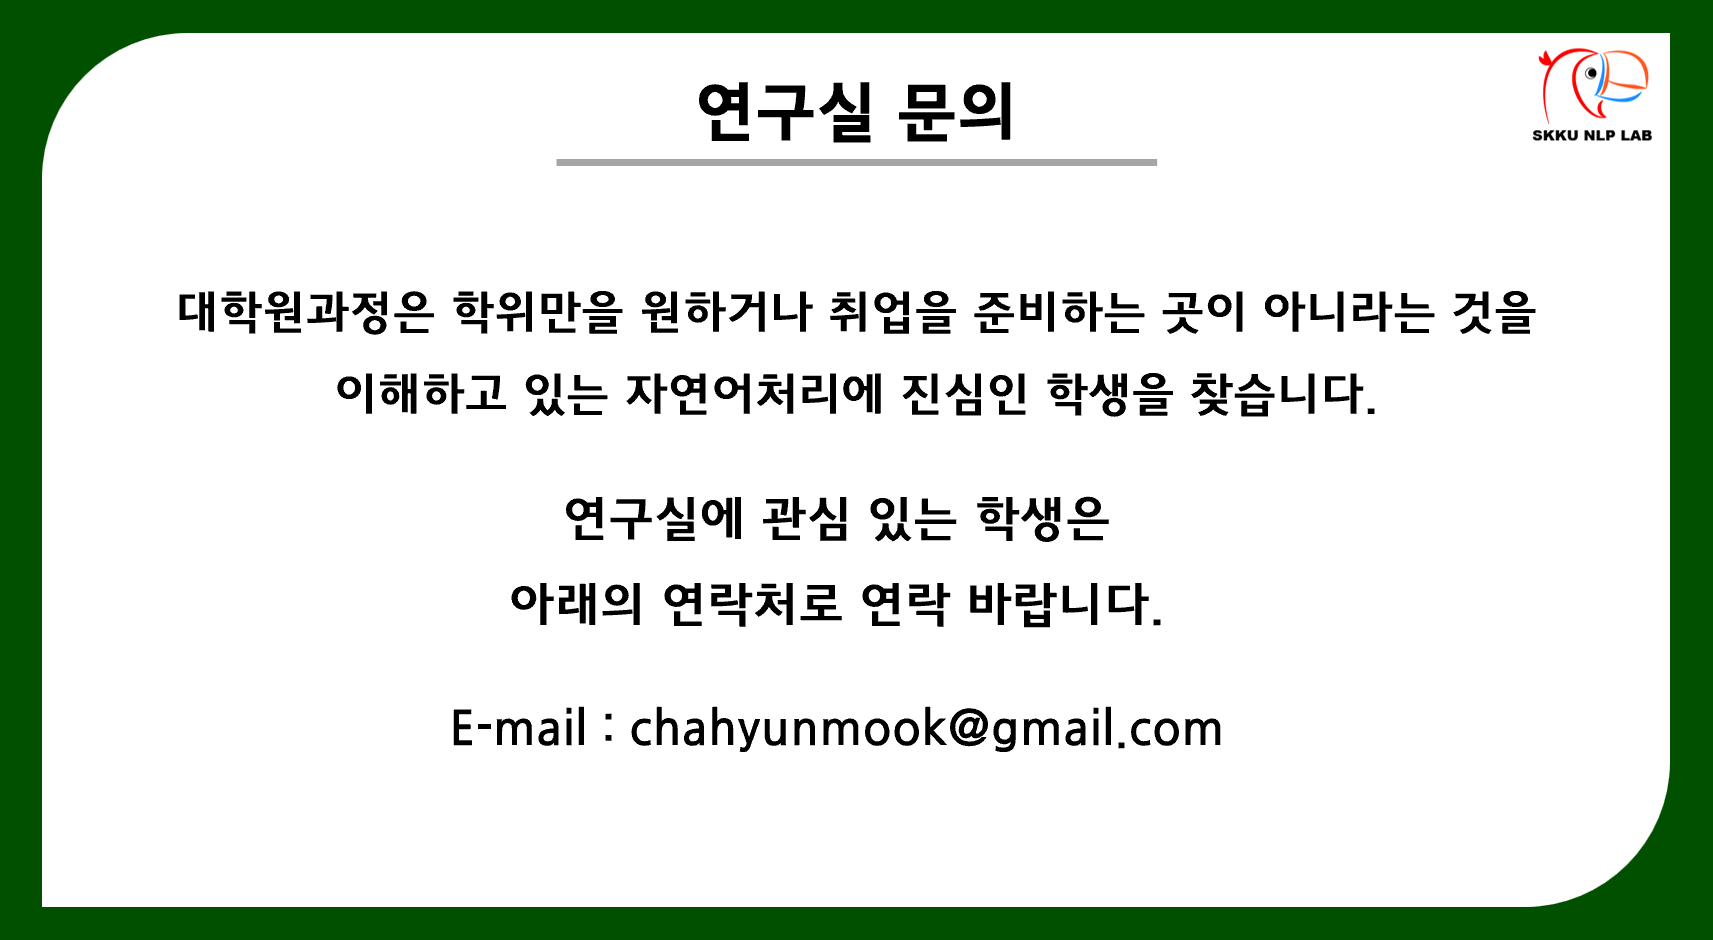 연구실 문의
SKKU NLP LAB
대학원과정은 학위만을 원하거나 취업을 준비하는 곳이 아니라는 것을
이해하고 있는 자연어처리에 진심인 학생을 찾습니다.
연구실에 관심 있는 학생은
아래의 연락처로 연락 바랍니다.
E-mail : chahyunmook@gmail.com